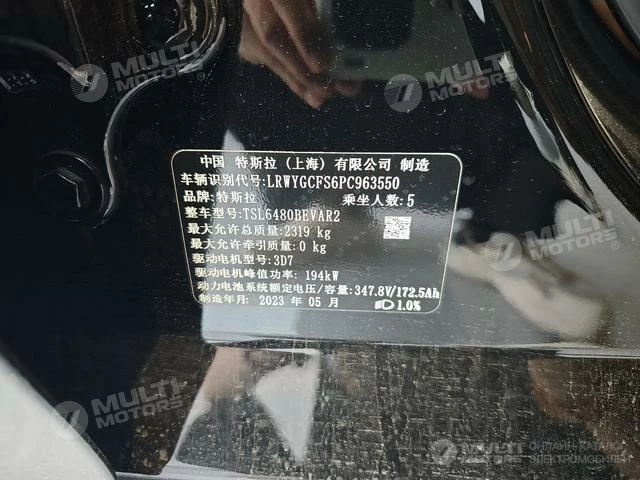 MULTI MOTORS
MULTI MOTORS
中国 特斯拉 (上海) 有限公司 制造
车辆识别代号:LRWYGCFS6PC963550
品牌:特斯拉 乘坐人数:5
整车型号:TSL6480BEVAR2
最大允许总质量:2319 kg
最大允许牵引质量:0 kg
驱动电机型号:3D7
驱动电机峰值功率: 194kW
动力电池系统额定电压/容量:347.8V/172.5Ah
制造年月: 2023 年 05 月 1.0%
MULTI MOTORS
MULTI MOTORS
MULTI MOTORS
ОНЛАЙН-КАТАЛОГ
ЭЛЕКТРОМОБИЛЕЙ